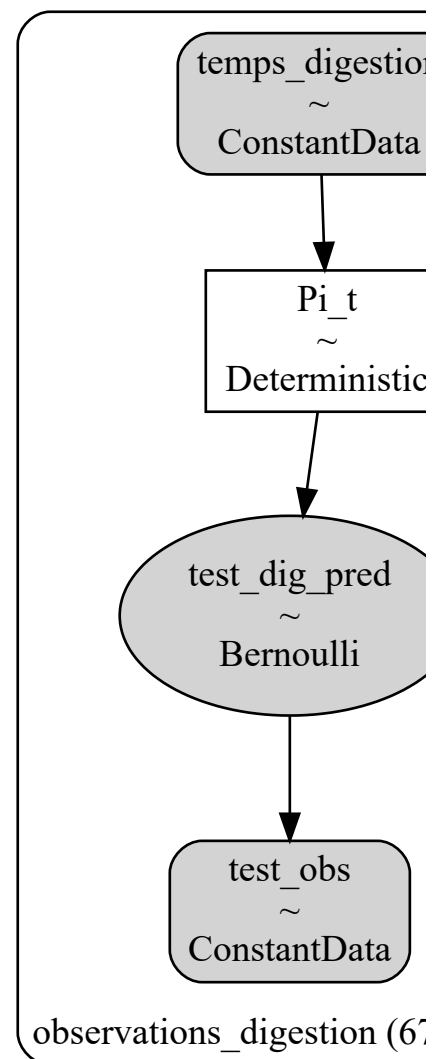 temps_digestion
~
ConstantData
Pi_t
~
Deterministic
test_dig_pred
~
Bernoulli
test_obs
~
ConstantData
observations_digestion (67